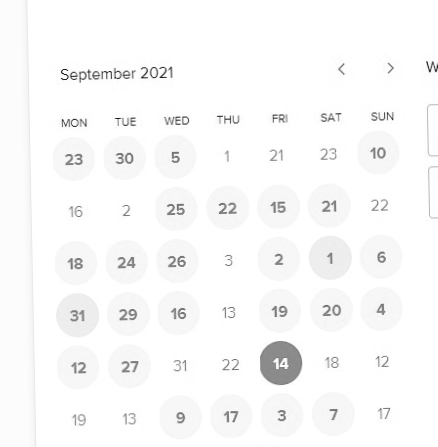 September 2021 < > W
MON TUE WED THU FRI SAT SUN
23 30 5 1 21 23 10
16 2 25 22 15 21 22
18 24 26 3 2 1 6
31 29 16 13 19 20 4
12 27 31 22 14 18 12
19 13 9 17 3 7 17